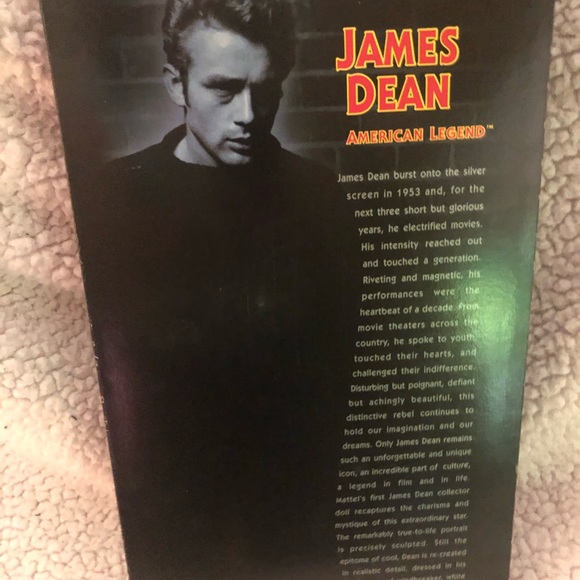 JAMES
DEAN
AMERICAN LEGEND™
James Dean burst onto the silver
screen in 1953 and, for the
next three short but glorious
years, he electrified movies.
His intensity reached out
and touched a generation.
Riveting and magnetic, his
performances were the
heartbeat of a decade. From
movie theaters across the
country, he spoke to youth,
touched their hearts, and
challenged their indifference.
Disturbing but poignant, defiant
but achingly beautiful, this
distinctive rebel continues to
hold our imagination and our
dreams. Only James Dean remains
such an unforgettable and unique
icon, an incredible part of culture,
a legend in film and in life.
Mattel's first James Dean collector
doll recaptures the charisma and
mystique of this extraordinary star.
The remarkably true-to-life portrait
is precisely sculpted. Still the
epitome of cool, Dean is re-created
in realistic detail, dressed in his
windbreaker, white